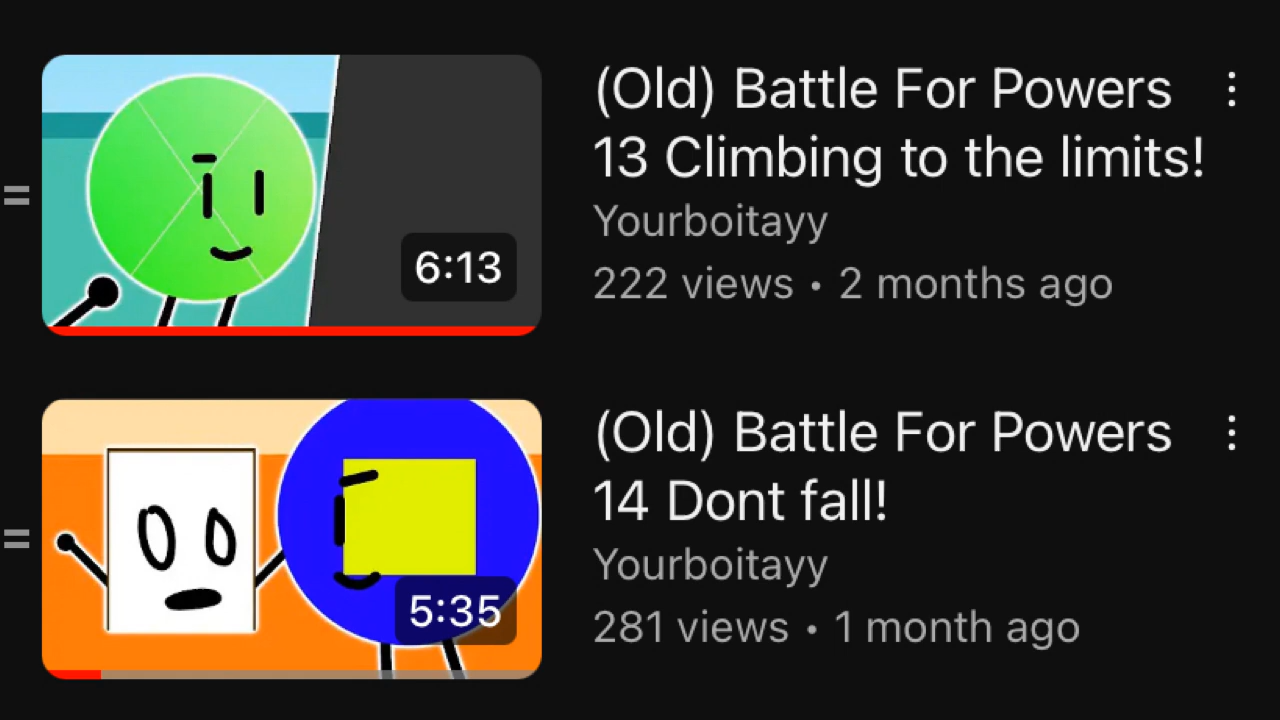 (Old) Battle For Powers
13 Climbing to the limits!
Yourboitayy
222 views • 2 months ago
6:13
(Old) Battle For Powers
14 Dont fall!
Yourboitayy
281 views • 1 month ago
5:35